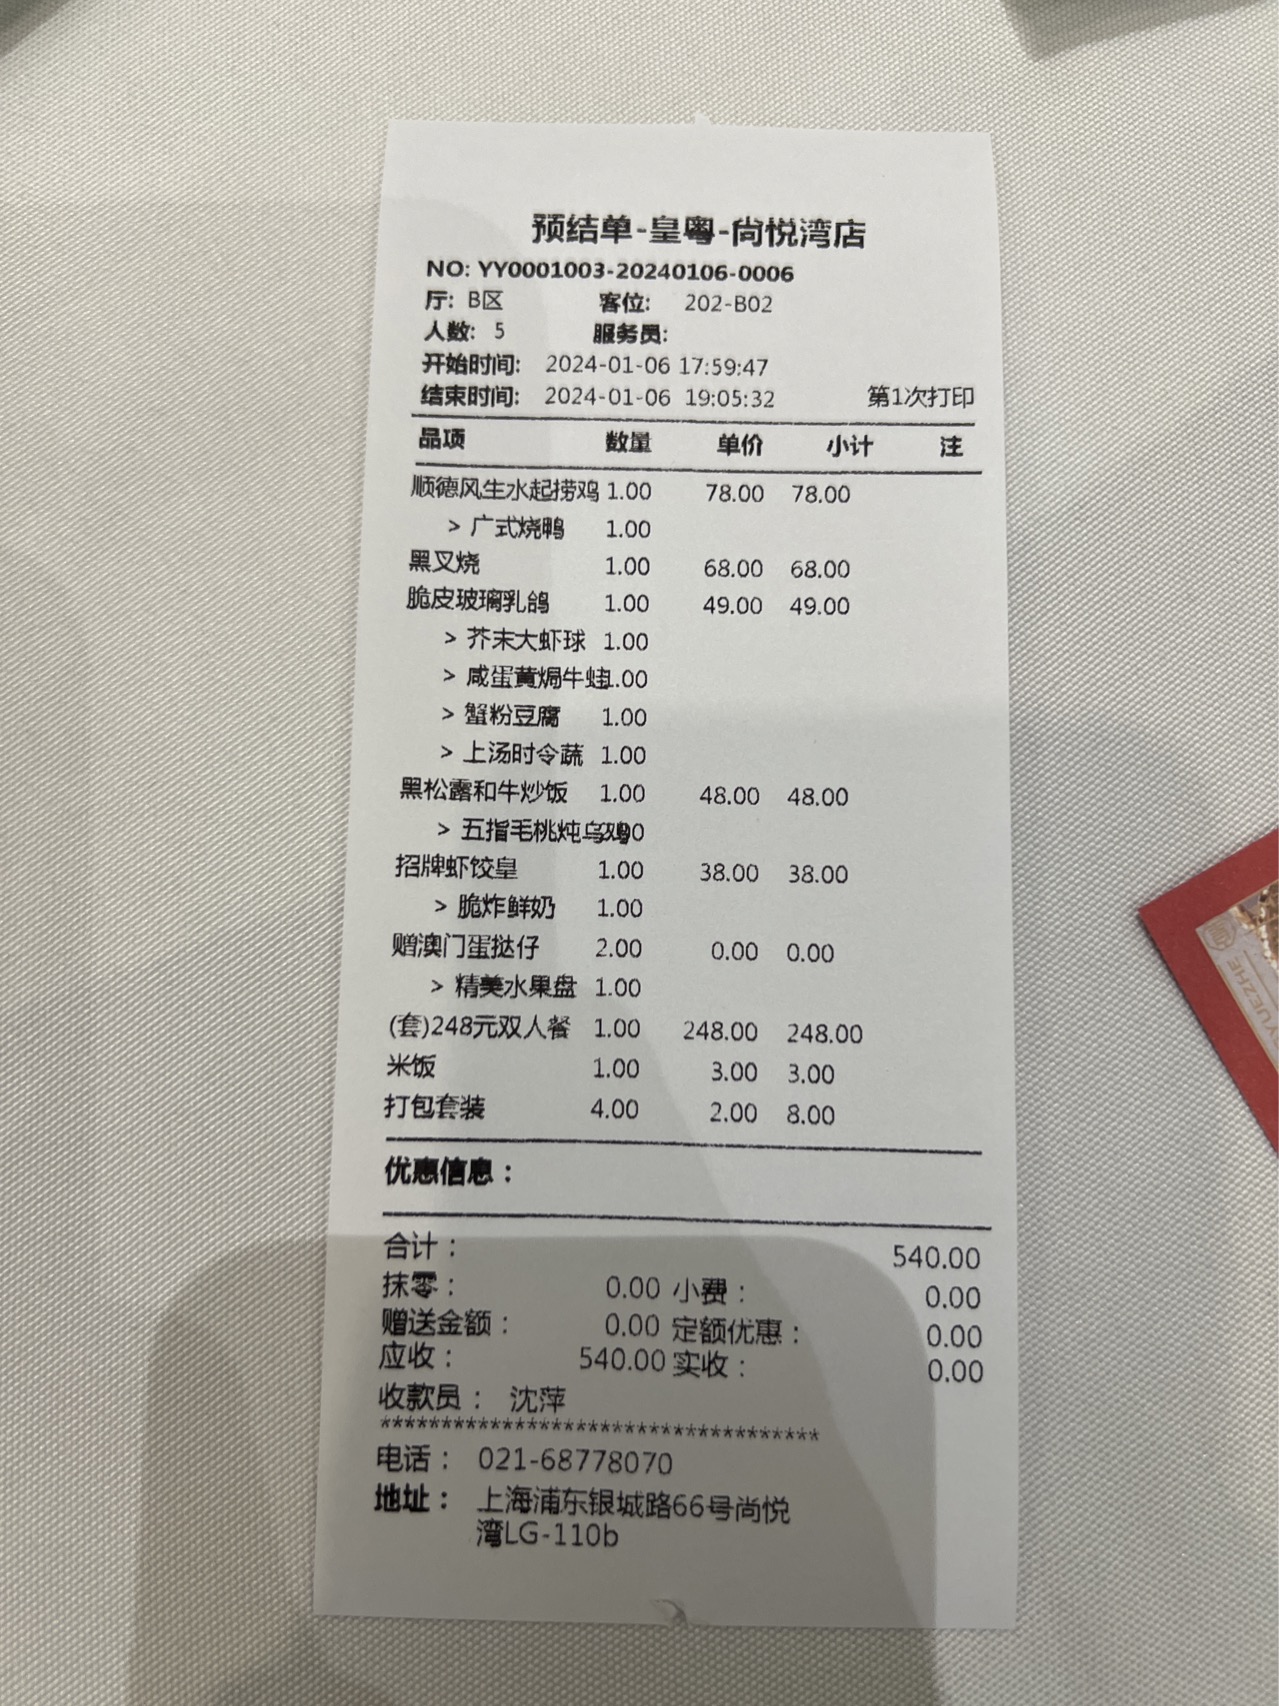 预结单-皇粤-尚悦湾店
NO: YY0001003-20240106-0006
厅: B区 客位: 202-B02
人数: 5 服务员:
开始时间: 2024-01-06 17:59:47
结束时间: 2024-01-06 19:05:32 第1次打印
品项 数量 单价 小计 注
顺德风生水起捞鸡 1.00 78.00 78.00
> 广式烧鸭 1.00
黑叉烧 1.00 68.00 68.00
脆皮玻璃乳鸽 1.00 49.00 49.00
> 芥末大虾球 1.00
> 咸蛋黄焗牛蛙1.00
> 蟹粉豆腐 1.00
> 上汤时令蔬 1.00
黑松露和牛炒饭 1.00 48.00 48.00
> 五指毛桃炖乌鸡
招牌虾饺皇 1.00 38.00 38.00
> 脆炸鲜奶 1.00
赠澳门蛋挞仔 2.00 0.00 0.00
> 精美水果盘 1.00
(套)248元双人餐 1.00 248.00 248.00
米饭 1.00 3.00 3.00
打包套装 4.00 2.00 8.00
优惠信息：
合计： 540.00
抹零： 0.00 小费： 0.00
赠送金额： 0.00 定额优惠： 0.00
应收： 540.00 实收： 0.00
收款员： 沈萍
************************************
电话： 021-68778070
地址： 上海浦东银城路66号尚悦
湾LG-110b
YUEZHE